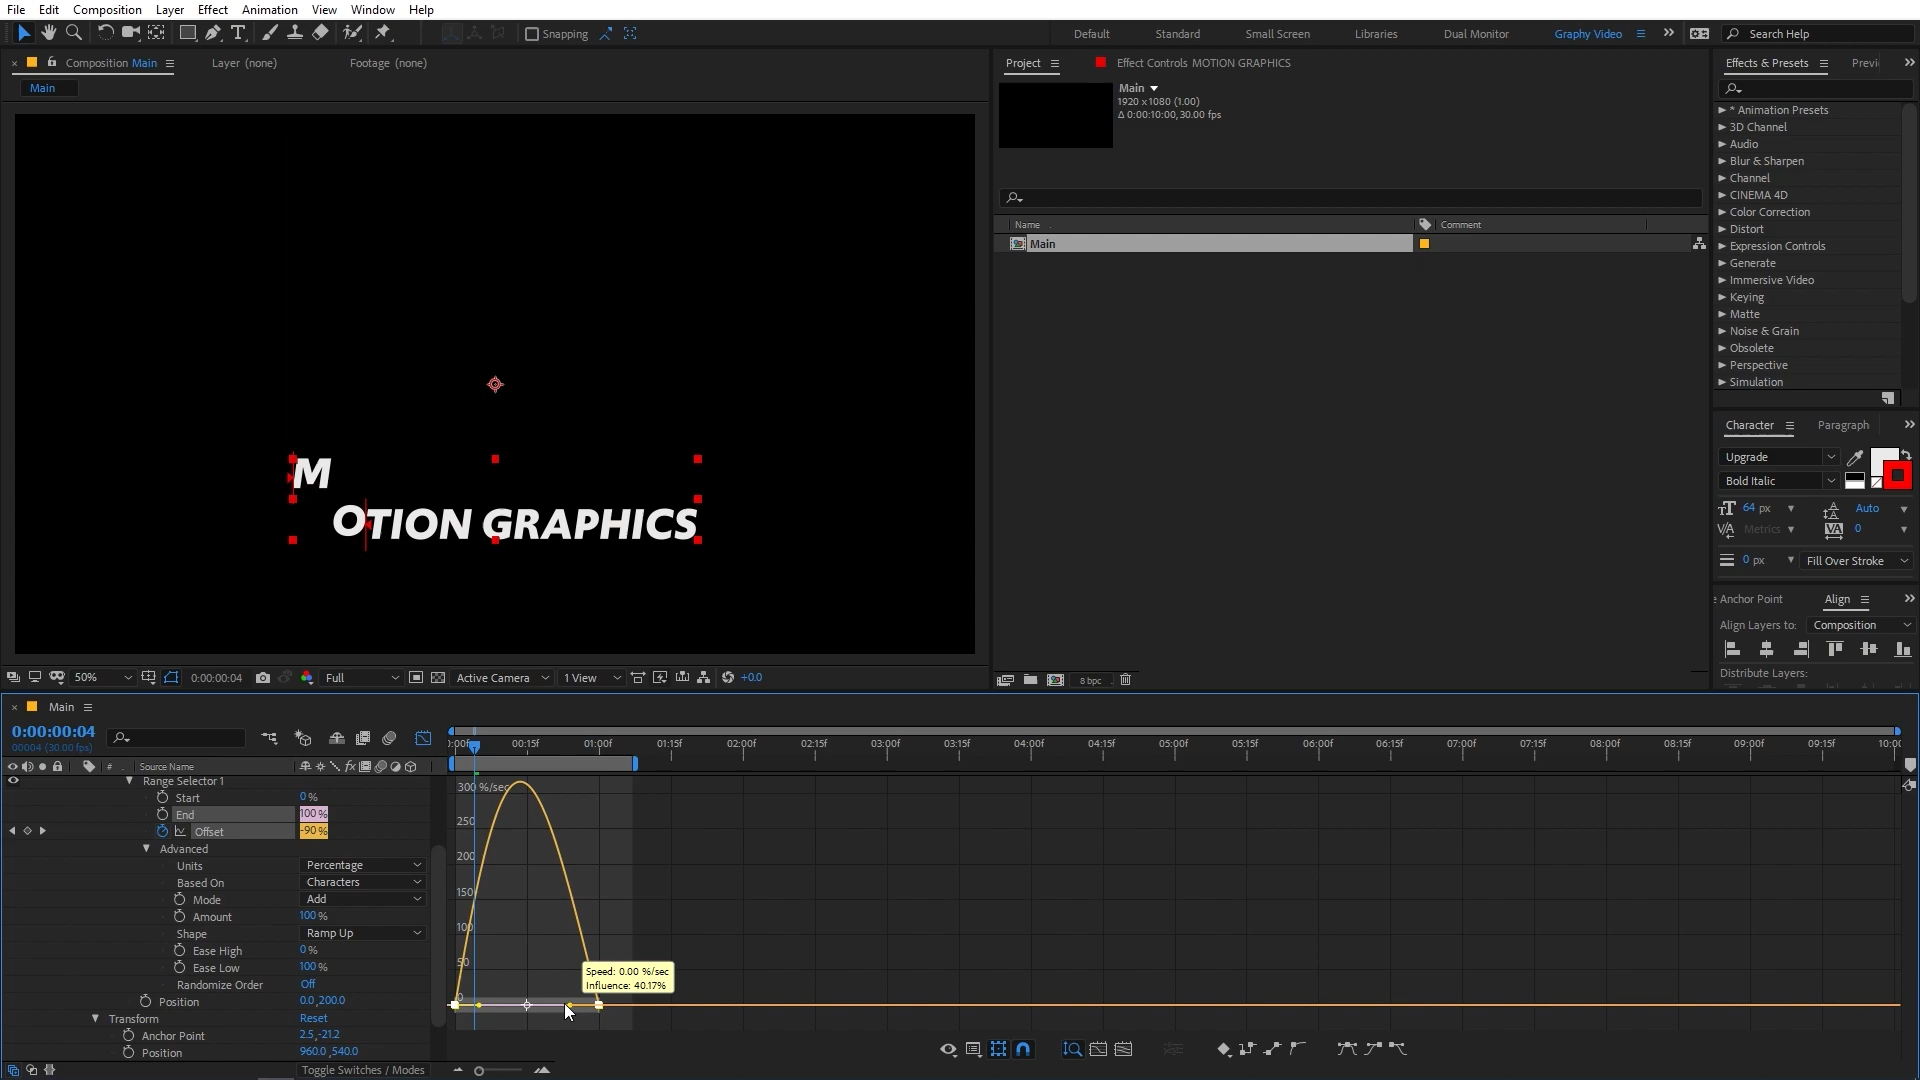 File Edit Composition Layer Effect Animation View Window Help
Snapping Default Standard Small Screen Libraries Dual Monitor Graphy Video Search Help
Composition Main Layer (none) Footage (none)
Main
Project Effect Controls MOTION GRAPHICS
Main
1920 x1080 (1.00)
Δ 0:00:10:00, 30.00 fps
Name Comment
Main
Effects & Presets
* Animation Presets
3D Channel
Audio
Blur & Sharpen
Channel
CINEMA 4D
Color Correction
Distort
Expression Controls
Generate
Immersive Video
Keying
Matte
Noise & Grain
Obsolete
Perspective
Simulation
Character Paragraph
Upgrade
Bold Italic
64 px Auto
Metrics 0
0 px Fill Over Stroke
Anchor Point Align
Align Layers to: Composition
Distribute Layers:
M
OTION GRAPHICS
50% 0:00:00:04 Full Active Camera 1 View +0.0
8 bpc
Main
0:00:00:04
00004 (30.00 fps)
# Source Name
:00f 00:15f 01:00f 01:15f 02:00f 02:15f 03:00f 03:15f 04:00f 04:15f 05:00f 05:15f 06:00f 06:15f 07:00f 07:15f 08:00f 08:15f 09:00f 09:15f 10:00
Range Selector 1
Start 0%
End 100%
Offset -90%
Advanced
Units Percentage
Based On Characters
Mode Add
Amount 100%
Shape Ramp Up
Ease High 0%
Ease Low 100%
Randomize Order Off
Position 0.0,200.0
Transform Reset
Anchor Point 2.5,-21.2
Position 960.0,540.0
300 %/sec
250
200
150
100
50
0
Speed: 0.00 %/sec
Influence: 40.17%
Toggle Switches / Modes